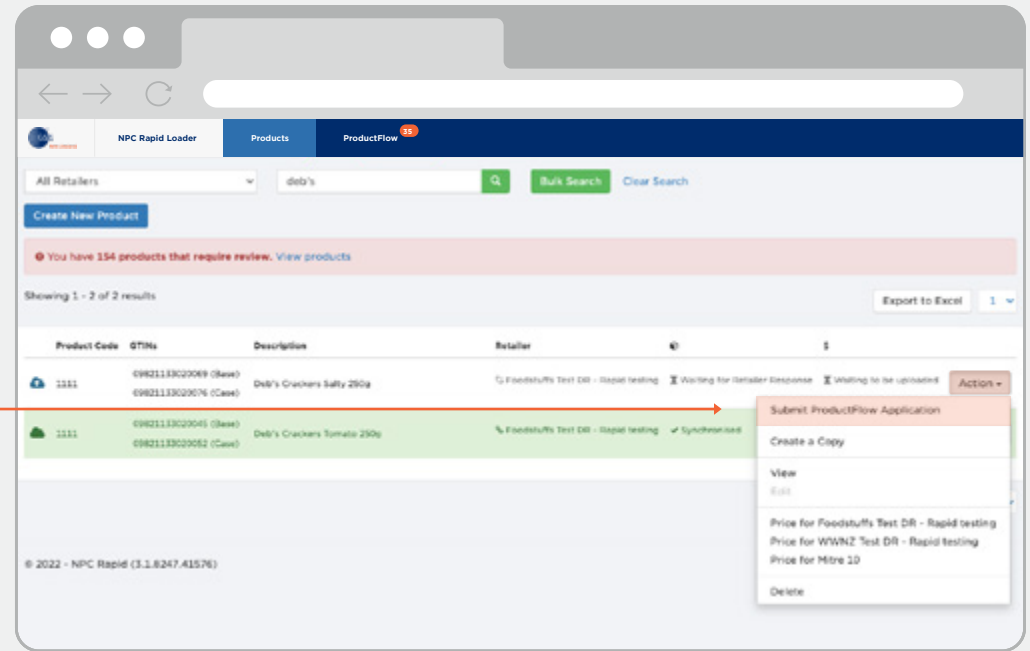 NPC Rapid Loader
Products
ProductFlow 35
All Retailers
deb's
Bulk Search
Clear Search
Create New Product
You have 154 products that require review. View products
Showing 1 - 2 of 2 results
Export to Excel
1
Product Code GTINs Description Retailer $
09421133020069 (Base)
1111 Deb's Crackers Salty 250g Foodstuffs Test DR - Rapid testing Waiting for Retailer Response Waiting to be uploaded Action
(Case)
(Base)
1111 Deb's Crackers Tomato 250g Foodstuffs Test DR - Rapid testing Synchronised
(Case)
Submit ProductFlow Application
Create a Copy
View
Edit
Price for Foodstuffs Test DR - Rapid testing
Price for WWNZ Test DR - Rapid testing
Price for Mitre 10
Delete
© 2022 - NPC Rapid (3.1.8247.41576)